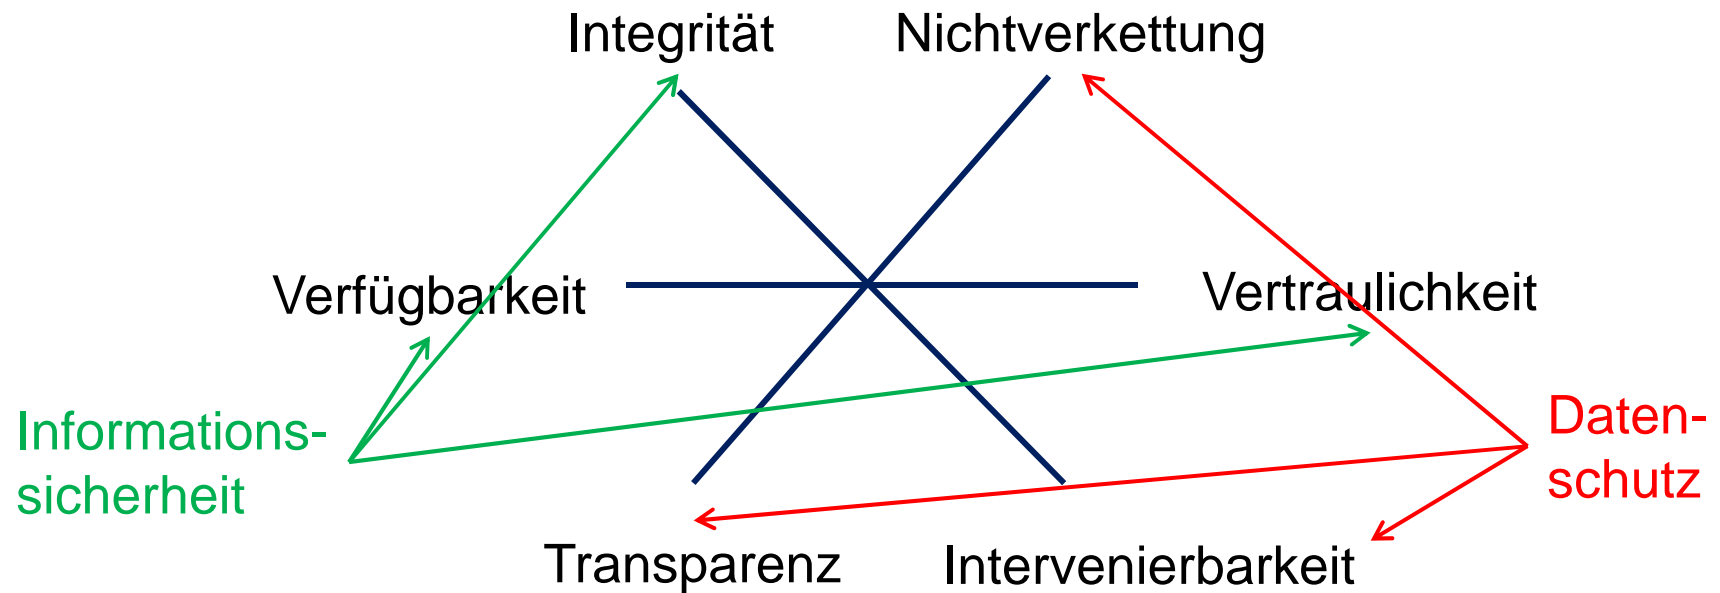 Integrität
Nichtverkettung
Verfügbarkeit
Vertraulichkeit
Informations-
sicherheit
Daten-
schutz
Transparenz
Intervenierbarkeit